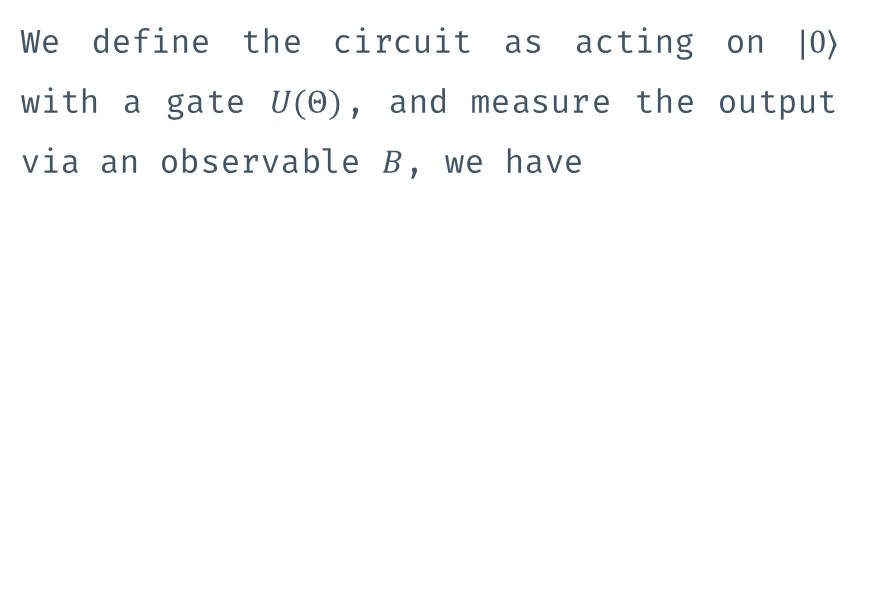 We define the circuit as acting on |0⟩
with a gate U(Θ), and measure the output
via an observable B, we have